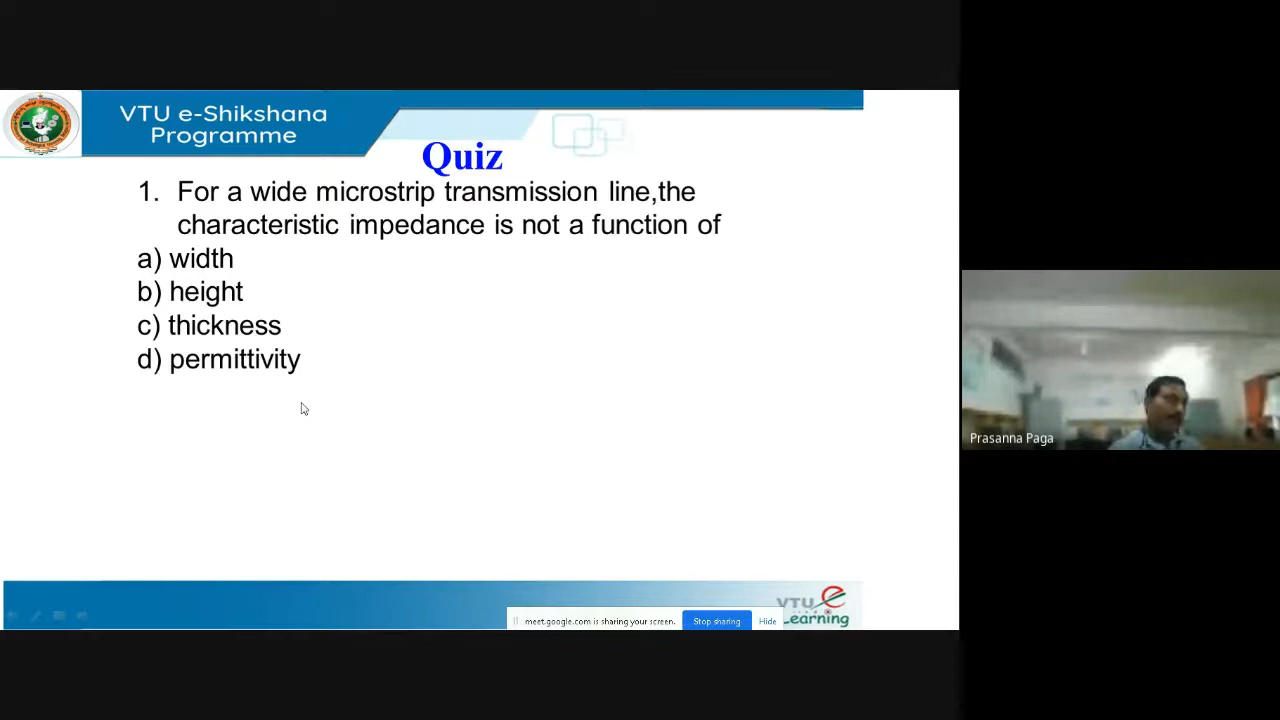 VTU e-Shikshana
Programme
Quiz
1. For a wide microstrip transmission line,the
characteristic impedance is not a function of
a) width
b) height
c) thickness
d) permittivity
Prasanna Paga
meet.google.com is sharing your screen.
Stop sharing
Hide
VTU e
Learning